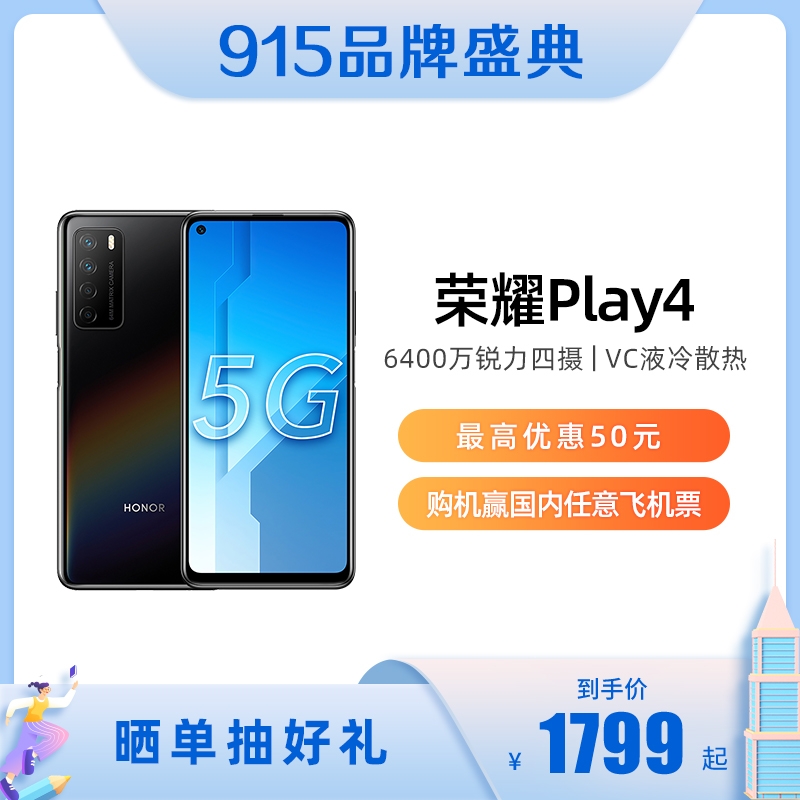 915品牌盛典
64M MATRIX CAMERA
5G
HONOR
荣耀Play4
6400万锐力四摄 | VC液冷散热
最高优惠50元
购机赢国内任意飞机票
晒单抽好礼
到手价
¥ 1799 起